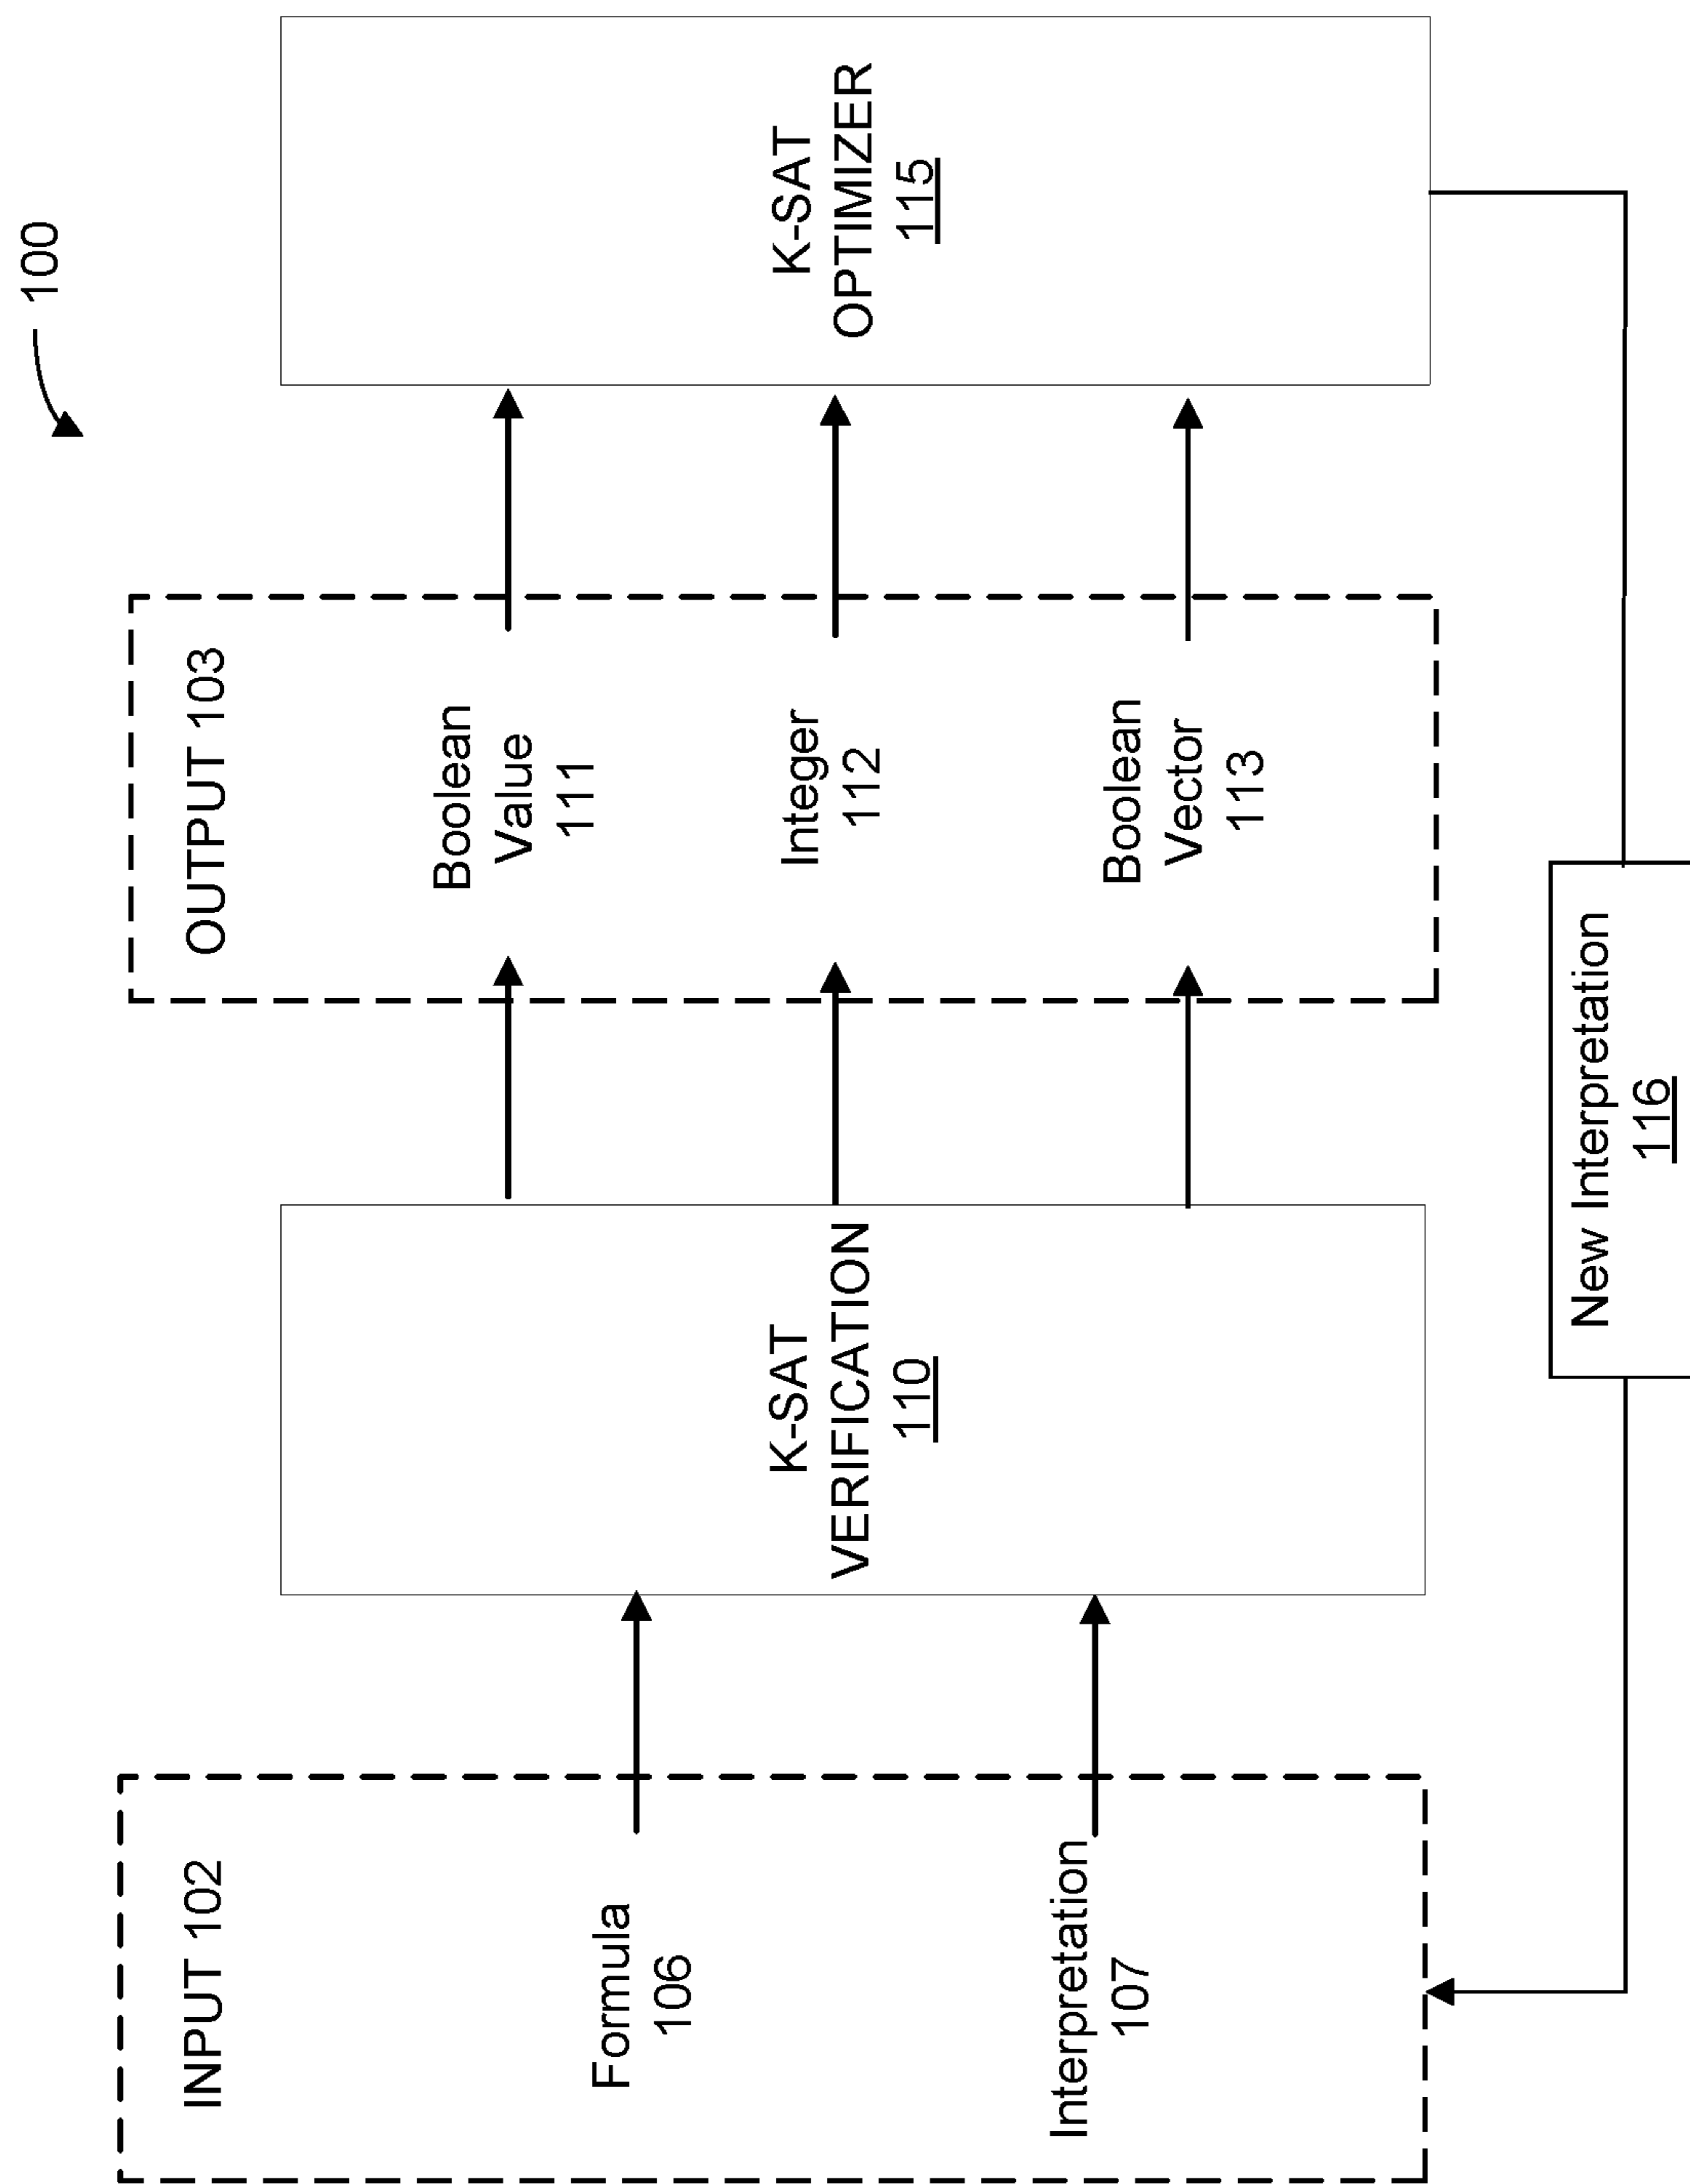 100
INPUT 102
Formula
106
Interpretation
107
K-SAT
VERIFICATION
110
OUTPUT 103
Boolean
Value
111
Integer
112
Boolean
Vector
113
K-SAT
OPTIMIZER
115
New Interpretation
116